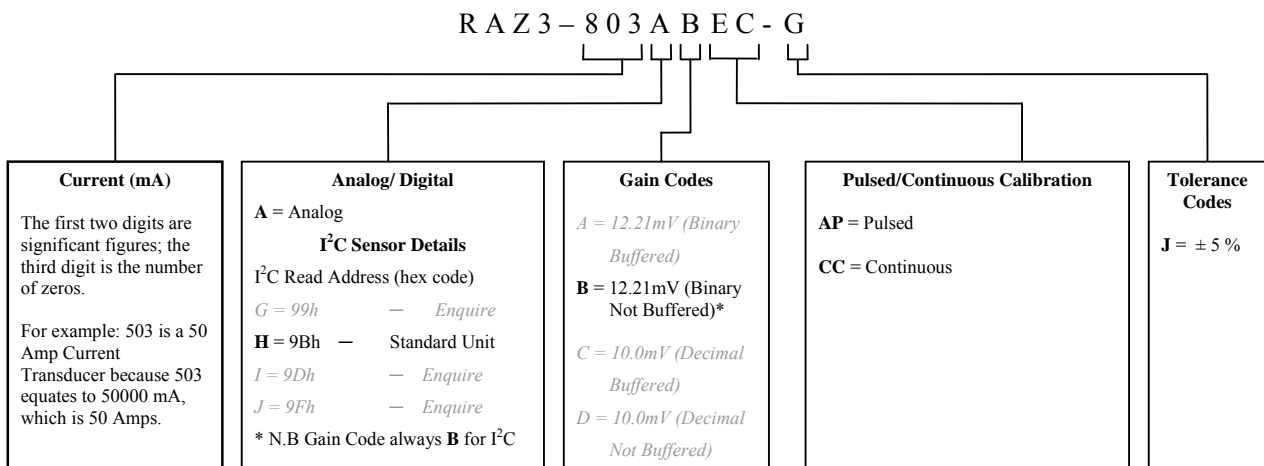 RAZ3–803ABEC-G
Current (mA)
The first two digits are
significant figures; the
third digit is the number
of zeros.
For example: 503 is a 50
Amp Current
Transducer because 503
equates to 50000 mA,
which is 50 Amps.
Analog/ Digital
A = Analog
I²C Sensor Details
I²C Read Address (hex code)
G = 99h — Enquire
H = 9Bh — Standard Unit
I = 9Dh — Enquire
J = 9Fh — Enquire
* N.B Gain Code always B for I²C
Gain Codes
A = 12.21mV (Binary
Buffered)
B = 12.21mV (Binary
Not Buffered)*
C = 10.0mV (Decimal
Buffered)
D = 10.0mV (Decimal
Not Buffered)
Pulsed/Continuous Calibration
AP = Pulsed
CC = Continuous
Tolerance
Codes
J = ± 5 %